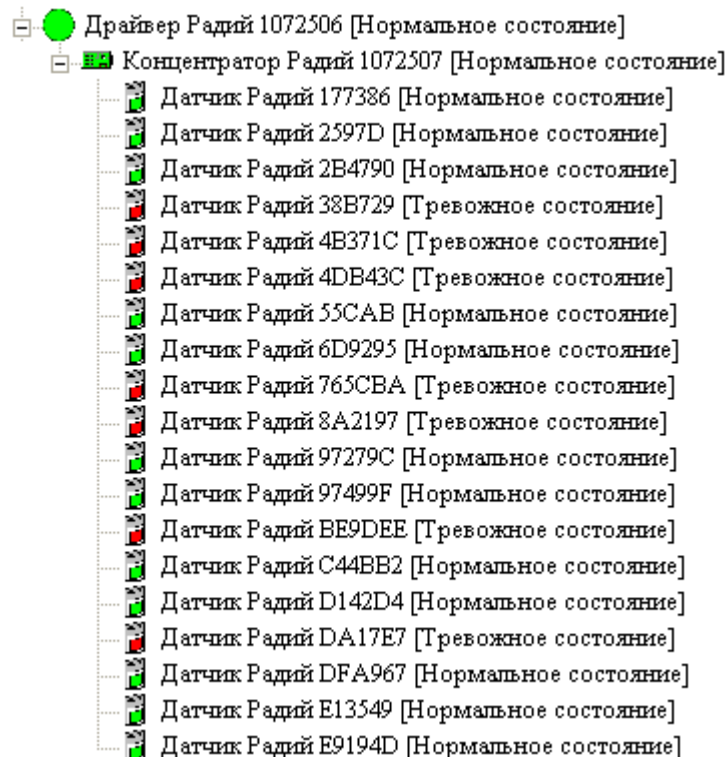 Драйвер Радий 1072506 [Нормальное состояние]
Концентратор Радий 1072507 [Нормальное состояние]
Датчик Радий 177386 [Нормальное состояние]
Датчик Радий 2597D [Нормальное состояние]
Датчик Радий 2B4790 [Нормальное состояние]
Датчик Радий 38B729 [Тревожное состояние]
Датчик Радий 4B371C [Тревожное состояние]
Датчик Радий 4DB43C [Тревожное состояние]
Датчик Радий 55CAB [Нормальное состояние]
Датчик Радий 6D9295 [Нормальное состояние]
Датчик Радий 765CBA [Тревожное состояние]
Датчик Радий 8A2197 [Тревожное состояние]
Датчик Радий 97279C [Нормальное состояние]
Датчик Радий 97499F [Нормальное состояние]
Датчик Радий BE9DEE [Тревожное состояние]
Датчик Радий C44BB2 [Нормальное состояние]
Датчик Радий D142D4 [Нормальное состояние]
Датчик Радий DA17E7 [Тревожное состояние]
Датчик Радий DFA967 [Нормальное состояние]
Датчик Радий E13549 [Нормальное состояние]
Датчик Радий E9194D [Нормальное состояние]